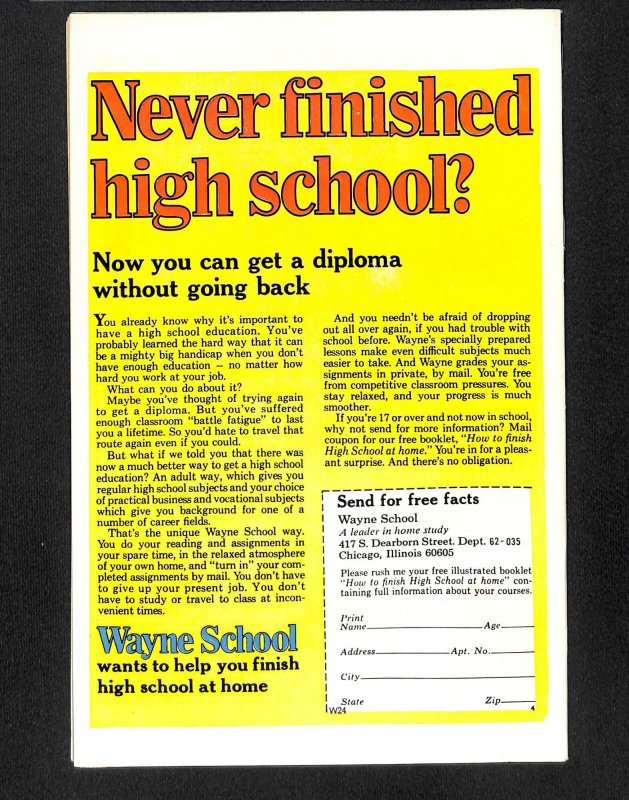 Never finished
high school?
Now you can get a diploma
without going back
You already know why it's important to
have a high school education. You've
probably learned the hard way that it can
be a mighty big handicap when you don't
have enough education – no matter how
hard you work at your job.
What can you do about it?
Maybe you've thought of trying again
to get a diploma. But you've suffered
enough classroom "battle fatigue" to last
you a lifetime. So you'd hate to travel that
route again even if you could.
But what if we told you that there was
now a much better way to get a high school
education? An adult way, which gives you
regular high school subjects and your choice
of practical business and vocational subjects
which give you background for one of a
number of career fields.
That's the unique Wayne School way.
You do your reading and assignments in
your spare time, in the relaxed atmosphere
of your own home, and "turn in" your com-
pleted assignments by mail. You don't have
to give up your present job. You don't
have to study or travel to class at incon-
venient times.
Wayne School
wants to help you finish
high school at home
And you needn't be afraid of dropping
out all over again, if you had trouble with
school before. Wayne's specially prepared
lessons make even difficult subjects much
easier to take. And Wayne grades your as-
signments in private, by mail. You're free
from competitive classroom pressures. You
stay relaxed, and your progress is much
smoother.
If you're 17 or over and not now in school,
why not send for more information? Mail
coupon for our free booklet, "How to finish
High School at home." You're in for a pleas-
ant surprise. And there's no obligation.
Send for free facts
Wayne School
A leader in home study
417 S. Dearborn Street. Dept. 62-035
Chicago, Illinois 60605
Please rush me your free illustrated booklet
"How to finish High School at home" con-
taining full information about your courses.
Print
Name Age
Address Apt. No.
City
State Zip
W24 4